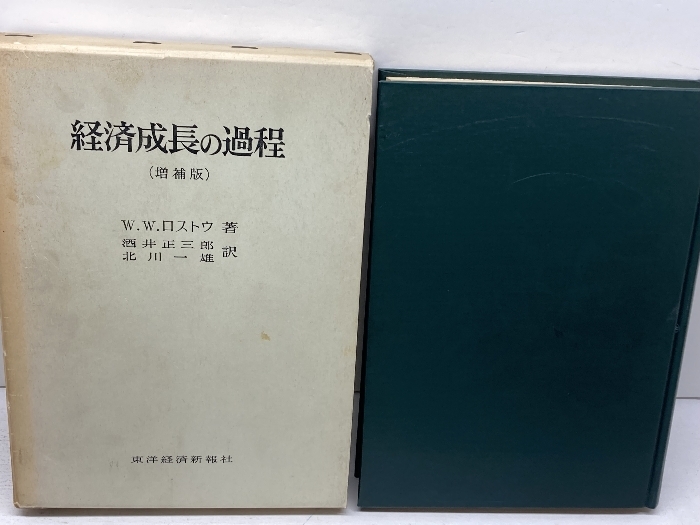 経済成長の過程
(増補版)
W.W.ロストウ 著
酒井正三郎
北川一雄 訳
東洋経済新報社